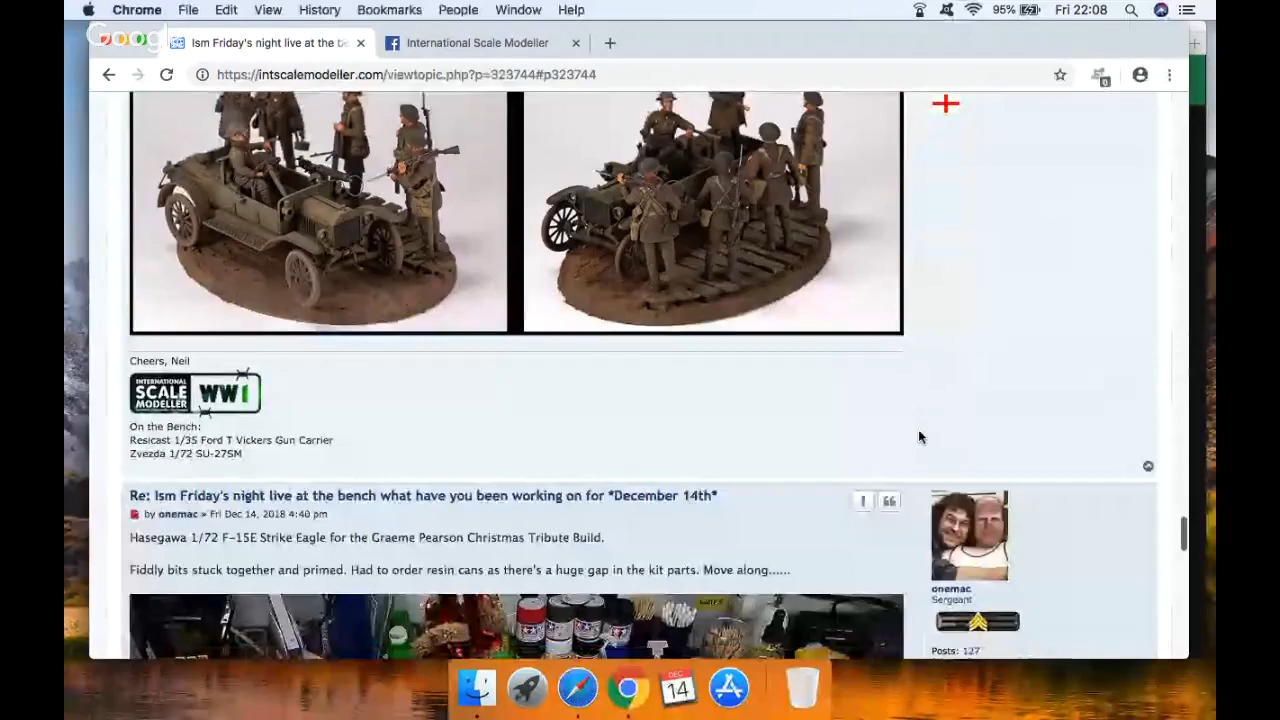 Chrome File Edit View History Bookmarks People Window Help 95% Fri 22:08
Google
Ism Friday's night live at the be
International Scale Modeller
https://intscalemodeller.com/viewtopic.php?p=323744#p323744
Cheers, Neil
INTERNATIONAL SCALE MODELLER WW1
On the Bench:
Resicast 1/35 Ford T Vickers Gun Carrier
Zvezda 1/72 SU-27SM
Re: Ism Friday's night live at the bench what have you been working on for *December 14th*
by onemac » Fri Dec 14, 2018 4:40 pm
Hasegawa 1/72 F-15E Strike Eagle for the Graeme Pearson Christmas Tribute Build.
Fiddly bits stuck together and primed. Had to order resin cans as there's a huge gap in the kit parts. Move along......
onemac
Sergeant
Posts: 127
DEC
14